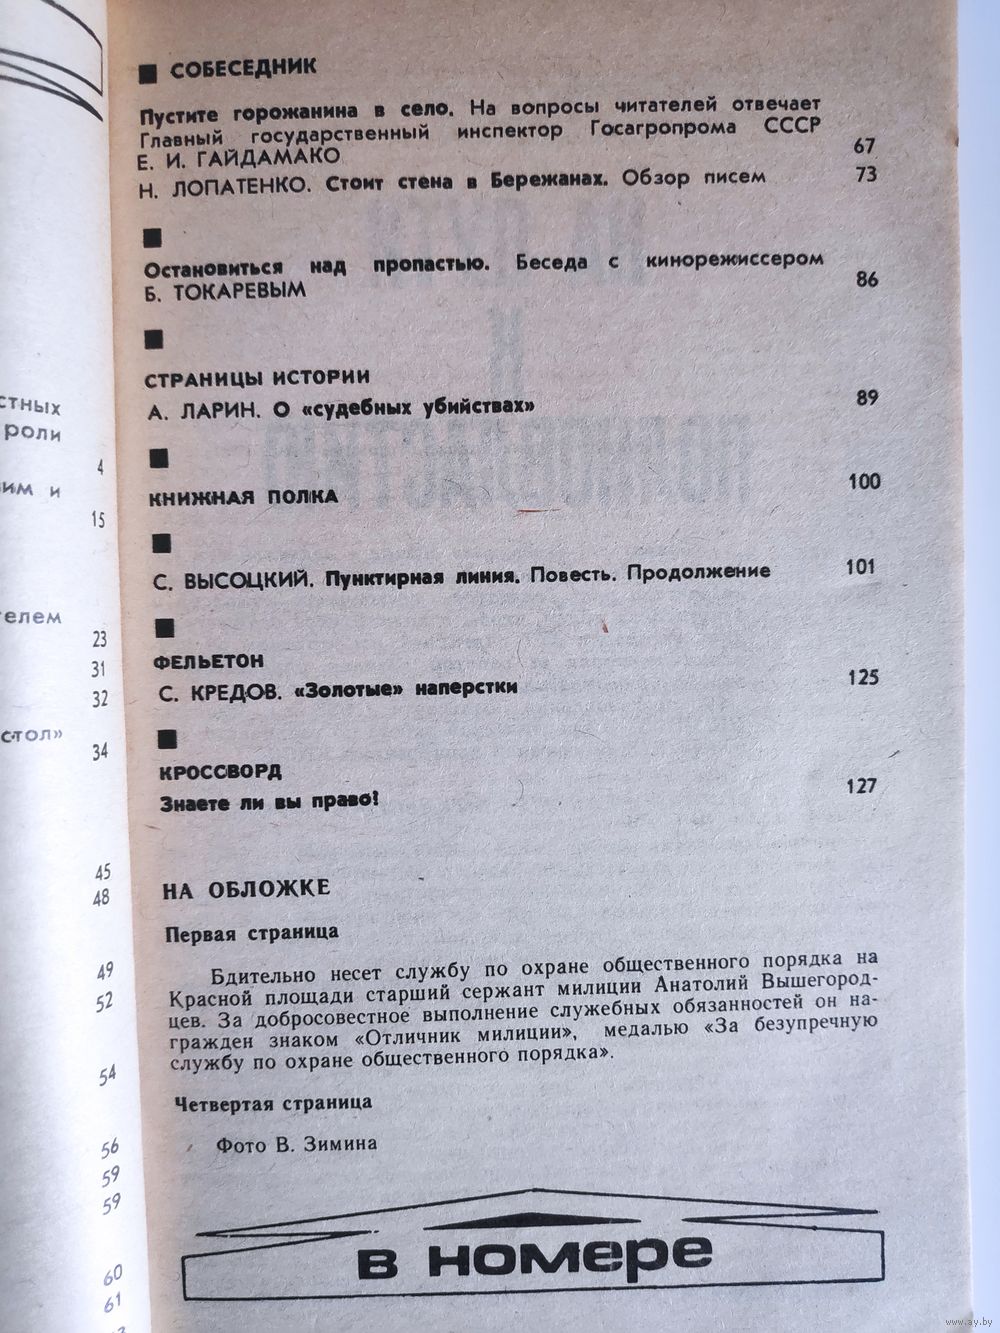 ■ СОБЕСЕДНИК
Пустите горожанина в село. На вопросы читателей отвечает
Главный государственный инспектор Госагропрома СССР
Е. И. ГАЙДАМАКО 67
Н. ЛОПАТЕНКО. Стоит стена в Бережанах. Обзор писем 73
■
Остановиться над пропастью. Беседа с кинорежиссером
Б. ТОКАРЕВЫМ 86
■
СТРАНИЦЫ ИСТОРИИ
А. ЛАРИН. О «судебных убийствах» 89
■
КНИЖНАЯ ПОЛКА 100
■
С. ВЫСОЦКИЙ. Пунктирная линия. Повесть. Продолжение 101
■
ФЕЛЬЕТОН
С. КРЕДОВ. «Золотые» наперстки 125
■
КРОССВОРД
Знаете ли вы право? 127
НА ОБЛОЖКЕ
Первая страница
Бдительно несет службу по охране общественного порядка на
Красной площади старший сержант милиции Анатолий Вышегород-
цев. За добросовестное выполнение служебных обязанностей он на-
гражден знаком «Отличник милиции», медалью «За безупречную
службу по охране общественного порядка».
Четвертая страница
Фото В. Зимина
в номере
стных
роли
4
им и
15
телем
23
31
32
стол»
34
45
48
49
52
54
56
59
59
60
61
www.ay.by